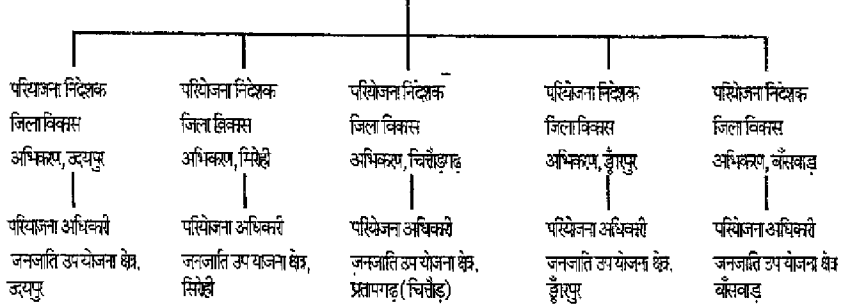 परियोजना निदेशक
जिला विकास
अभिकरण, उदयपुर
परियोजना निदेशक
जिला विकास
अभिकरण, सिरोही
परियोजना निदेशक
जिला विकास
अभिकरण, चित्तौड़गढ़
परियोजना निदेशक
जिला विकास
अभिकरण, डूँगरपुर
परियोजना निदेशक
जिला विकास
अभिकरण, बाँसवाड़
परियोजना अधिकारी
जनजाति उप योजना क्षेत्र,
उदयपुर
परियोजना अधिकारी
जनजाति उप योजना क्षेत्र,
सिरोही
परियोजना अधिकारी
जनजाति उप योजना क्षेत्र,
प्रतापगढ़ (चित्तौड़)
परियोजना अधिकारी
जनजाति उप योजना क्षेत्र,
डूँगरपुर
परियोजना अधिकारी
जनजाति उप योजना क्षेत्र,
बाँसवाड़